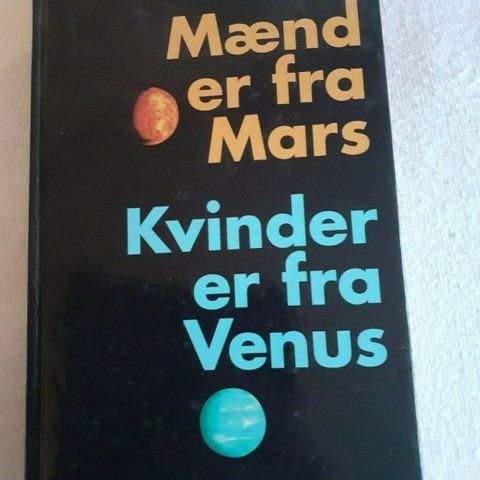 Mænd
er fra
Mars
Kvinder
er fra
Venus